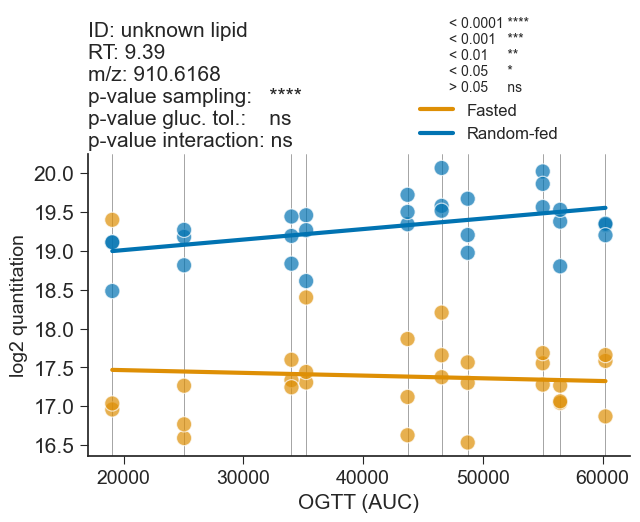 ID: unknown lipid
RT: 9.39
m/z: 910.6168
p-value sampling: ****
p-value gluc. tol.: ns
p-value interaction: ns
< 0.0001 ****
< 0.001 ***
< 0.01 **
< 0.05 *
> 0.05 ns
Fasted
Random-fed
log2 quantitation
20.0
19.5
19.0
18.5
18.0
17.5
17.0
16.5
20000 30000 40000 50000 60000
OGTT (AUC)